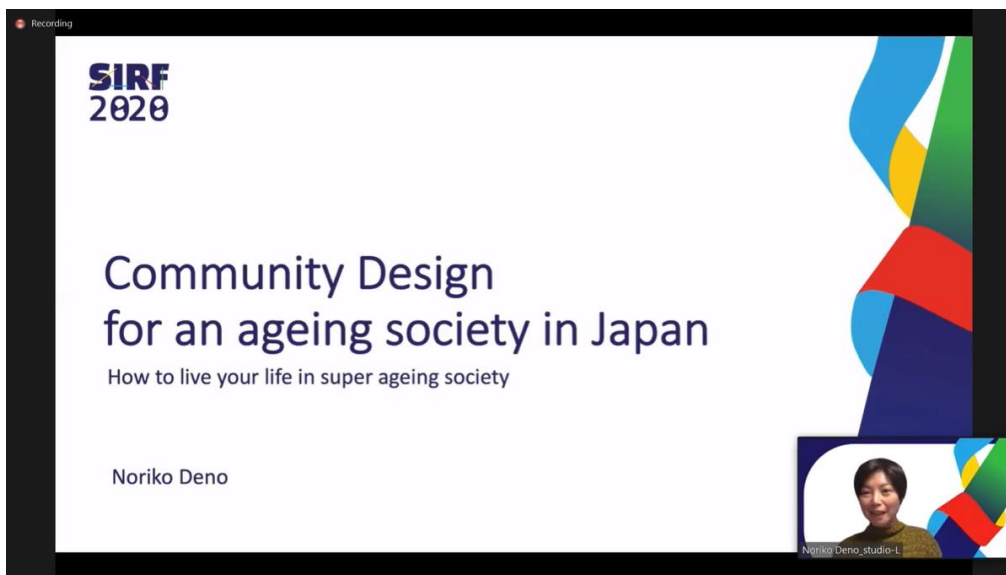 Recording
SIRF
2020
Community Design
for an ageing society in Japan
How to live your life in super ageing society
Noriko Deno
Noriko Deno_studio-L